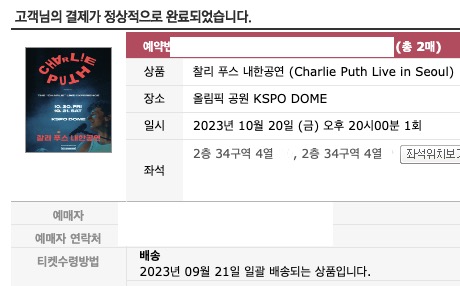 고객님의 결제가 정상적으로 완료되었습니다.
CHARLIE
PUTH
10. 20. FRI
10. 21. SAT
KSPO DOME
찰리 푸스 내한공연
예약번 (총 2매)
상품 찰리 푸스 내한공연 (Charlie Puth Live in Seoul)
장소 올림픽 공원 KSPO DOME
일시 2023년 10월 20일 (금) 오후 20시00분 1회
좌석 2층 34구역 4열 , 2층 34구역 4열 좌석위치보기
예매자
예매자 연락처
티켓수령방법 배송
2023년 09월 21일 일괄 배송되는 상품입니다.